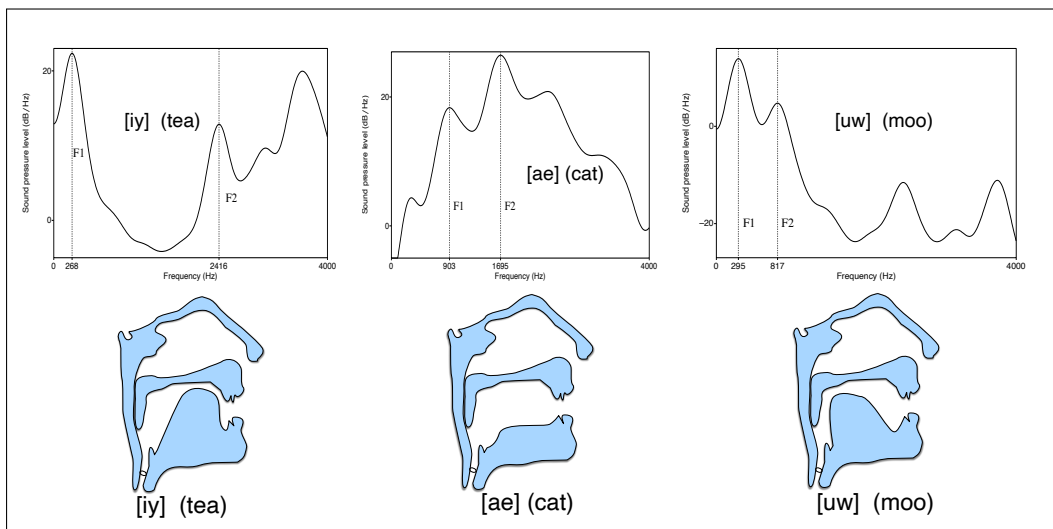 Sound pressure level (dB/Hz)
20
0
[iy] (tea)
F1
F2
0 268 2416 4000
Frequency (Hz)
Sound pressure level (dB/Hz)
20
0
[ae] (cat)
F1
F2
0 903 1695 4000
Frequency (Hz)
Sound pressure level (dB/Hz)
0
−20
[uw] (moo)
F1
F2
0 295 817 4000
Frequency (Hz)
[iy] (tea)
[ae] (cat)
[uw] (moo)